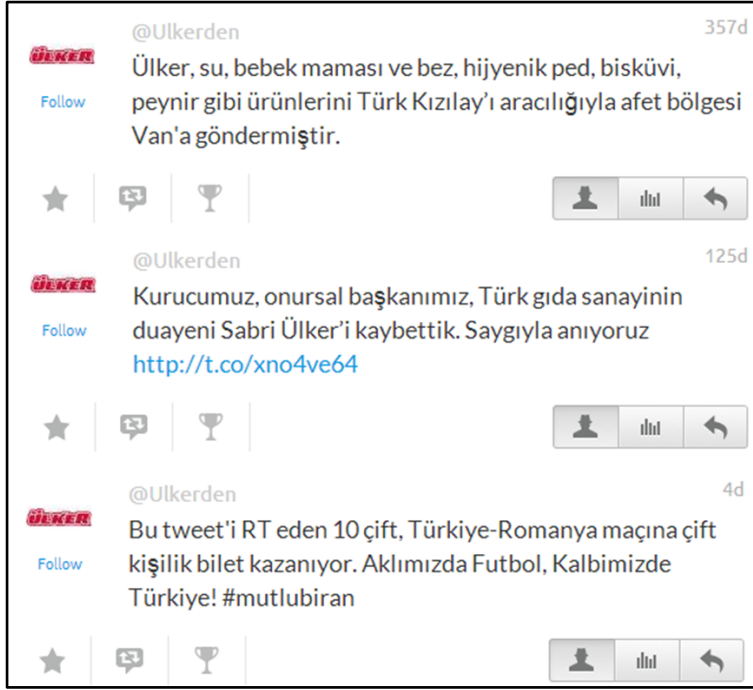 @Ulkerden 357d
ÜLKER
Ülker, su, bebek maması ve bez, hijyenik ped, bisküvi,
Follow
peynir gibi ürünlerini Türk Kızılay’ı aracılığıyla afet bölgesi
Van'a göndermiştir.
@Ulkerden 125d
ÜLKER
Kurucumuz, onursal başkanımız, Türk gıda sanayinin
Follow
duayeni Sabri Ülker’i kaybettik. Saygıyla anıyoruz
http://t.co/xno4ve64
@Ulkerden 4d
ÜLKER
Bu tweet'i RT eden 10 çift, Türkiye-Romanya maçına çift
Follow
kişilik bilet kazanıyor. Aklımızda Futbol, Kalbimizde
Türkiye! #mutlubiran